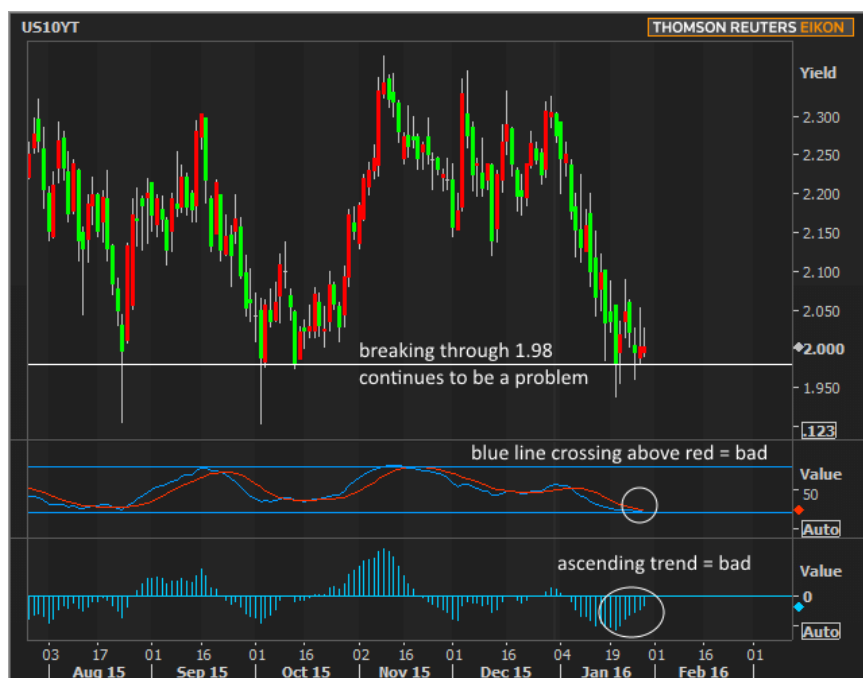 US10YT
THOMSON REUTERS EIKON
Yield
2.300
2.250
2.200
2.150
2.100
2.050
2.000
1.950
.123
breaking through 1.98
continues to be a problem
blue line crossing above red = bad
Value
50
Auto
ascending trend = bad
Value
0
Auto
03 17 01 16 01 16 02 16 01 16 04 19 01 16 01
Aug 15 Sep 15 Oct 15 Nov 15 Dec 15 Jan 16 Feb 16